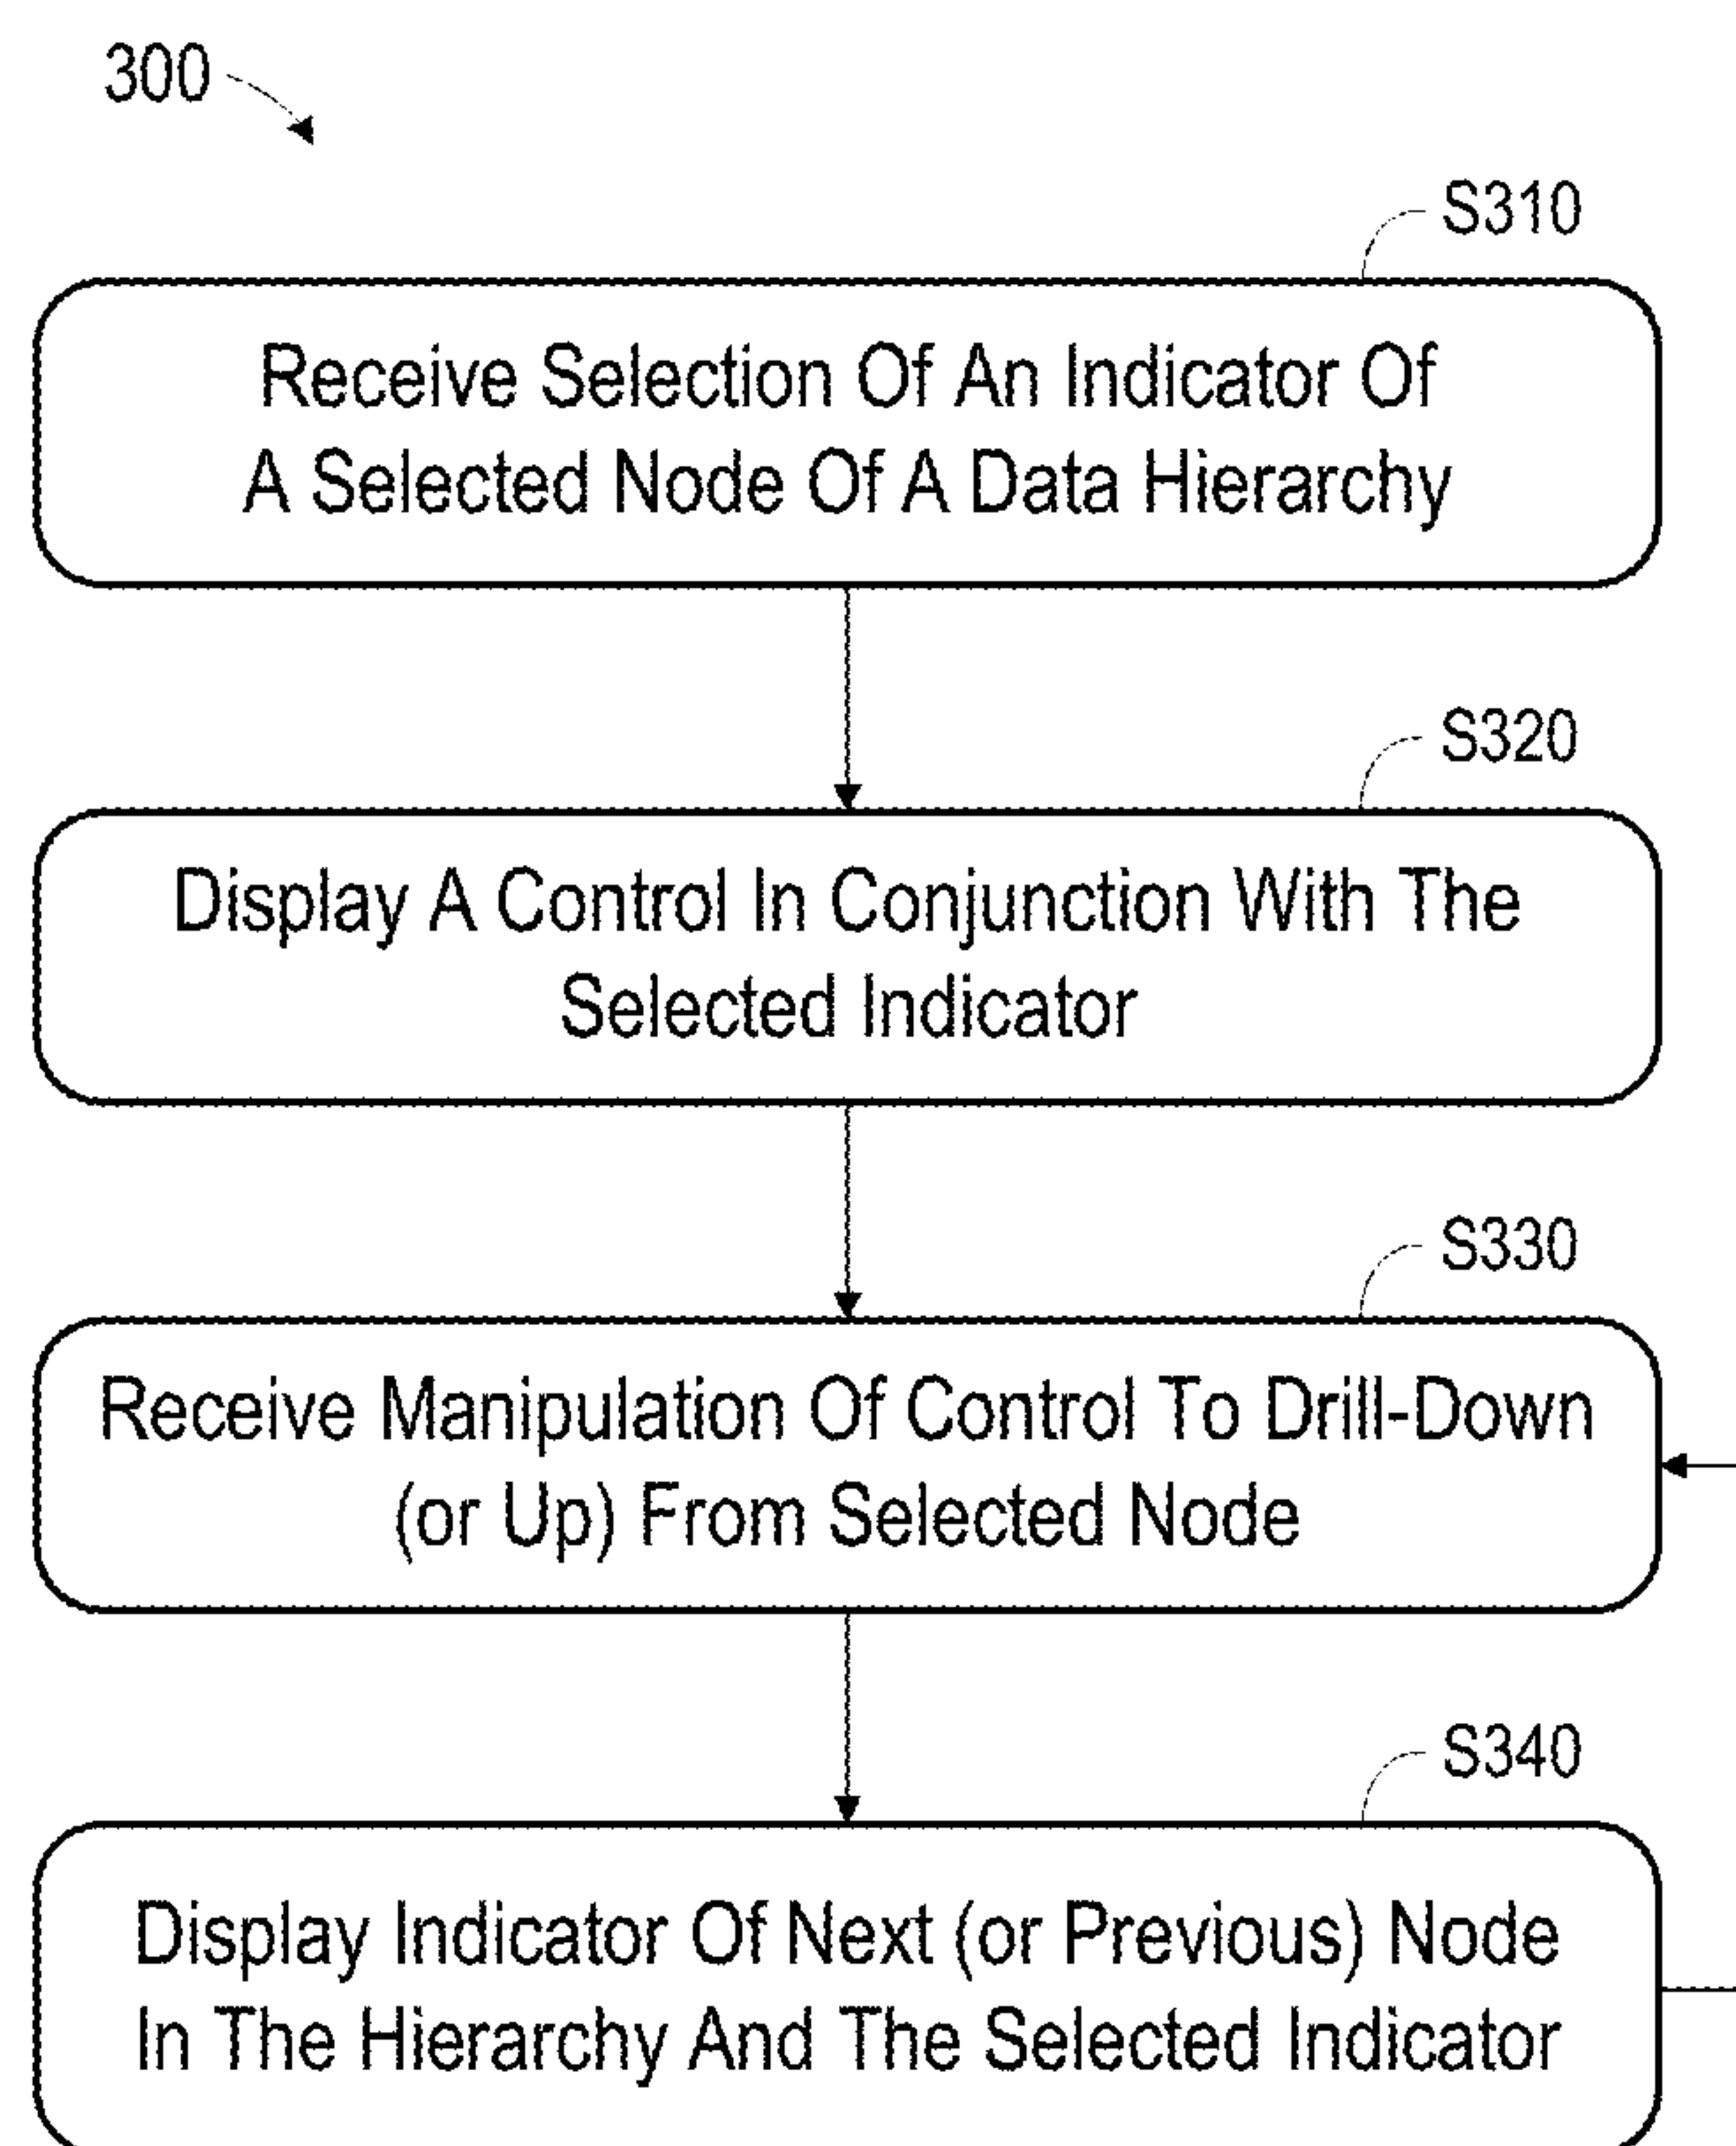 300
S310
Receive Selection Of An Indicator Of
A Selected Node Of A Data Hierarchy
S320
Display A Control In Conjunction With The
Selected Indicator
S330
Receive Manipulation Of Control To Drill-Down
(or Up) From Selected Node
S340
Display Indicator Of Next (or Previous) Node
In The Hierarchy And The Selected Indicator